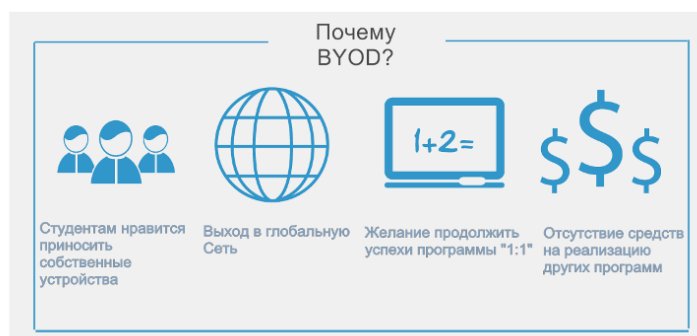 Почему
BYOD?
1+2=
$ $ $
Студентам нравится
приносить
собственные
устройства
Выход в глобальную
Сеть
Желание продолжить
успехи программы "1:1"
Отсутствие средств
на реализацию
других программ